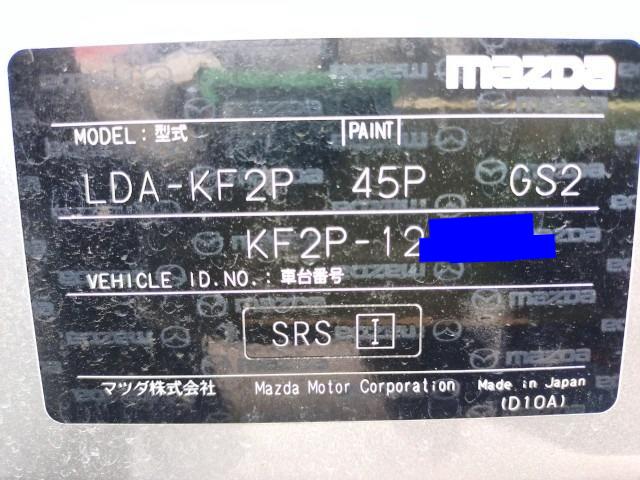 mazda
MODEL：型式 PAINT
LDA-KF2P 45P GS2
KF2P-12
VEHICLE ID.NO.：車台番号
SRS I
マツダ株式会社 Mazda Motor Corporation Made in Japan
(D10A)